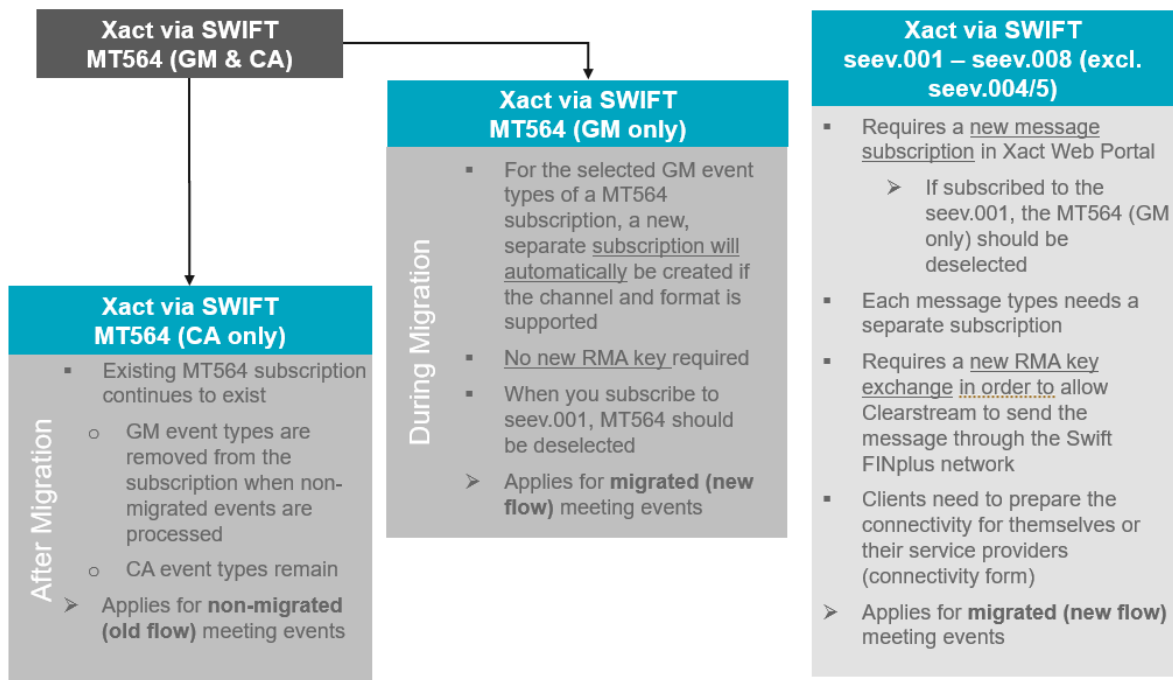 Xact via SWIFT
MT564 (GM & CA)
Xact via SWIFT
MT564 (CA only)
After Migration
▪ Existing MT564 subscription
continues to exist
o GM event types are
removed from the
subscription when non-
migrated events are
processed
o CA event types remain
➢ Applies for non-migrated
(old flow) meeting events
Xact via SWIFT
MT564 (GM only)
During Migration
▪ For the selected GM event
types of a MT564
subscription, a new,
separate subscription will
automatically be created if
the channel and format is
supported
▪ No new RMA key required
▪ When you subscribe to
seev.001, MT564 should
be deselected
➢ Applies for migrated (new
flow) meeting events
Xact via SWIFT
seev.001 – seev.008 (excl.
seev.004/5)
▪ Requires a new message
subscription in Xact Web Portal
➢ If subscribed to the
seev.001, the MT564 (GM
only) should be
deselected
▪ Each message types needs a
separate subscription
▪ Requires a new RMA key
exchange in order to allow
Clearstream to send the
message through the Swift
FINplus network
▪ Clients need to prepare the
connectivity for themselves or
their service providers
(connectivity form)
➢ Applies for migrated (new flow)
meeting events